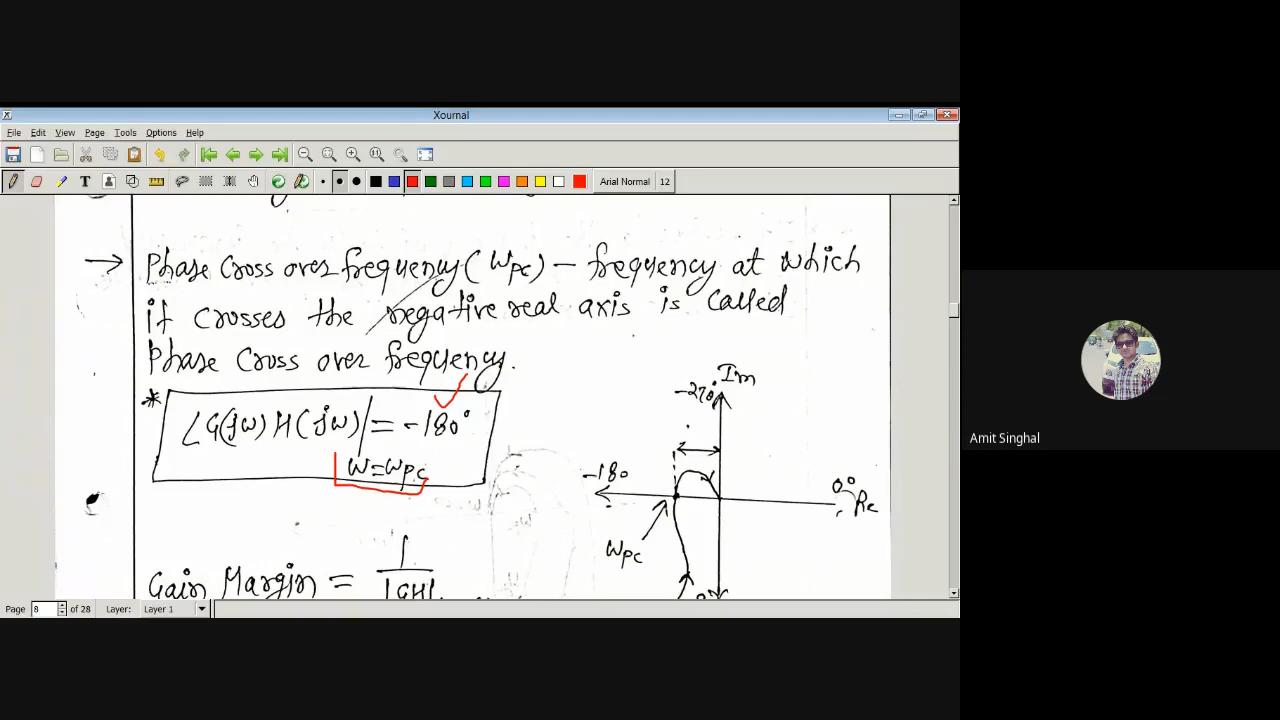 Xournal
File Edit View Page Tools Options Help
T Arial Normal 12
→ Phase Cross over frequency (ωpc) – frequency at which
it crosses the negative real axis is called
Phase Cross over frequency.
* ∠G(jω)H(jω)| = -180°
ω=ωpc
Im
-270°
-180
0°
Re
ωpc
Gain Margin = 1
|GH|
Page 8 of 28 Layer: Layer 1
Amit Singhal